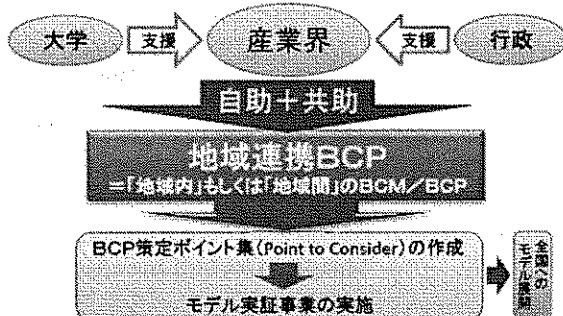 大学
支援
産業界
支援
行政
自助＋共助
地域連携BCP
＝「地域内」もしくは「地域間」のBCM／BCP
BCP策定ポイント集(Point to Consider)の作成
モデル実証事業の実施
全国への
モデル展開